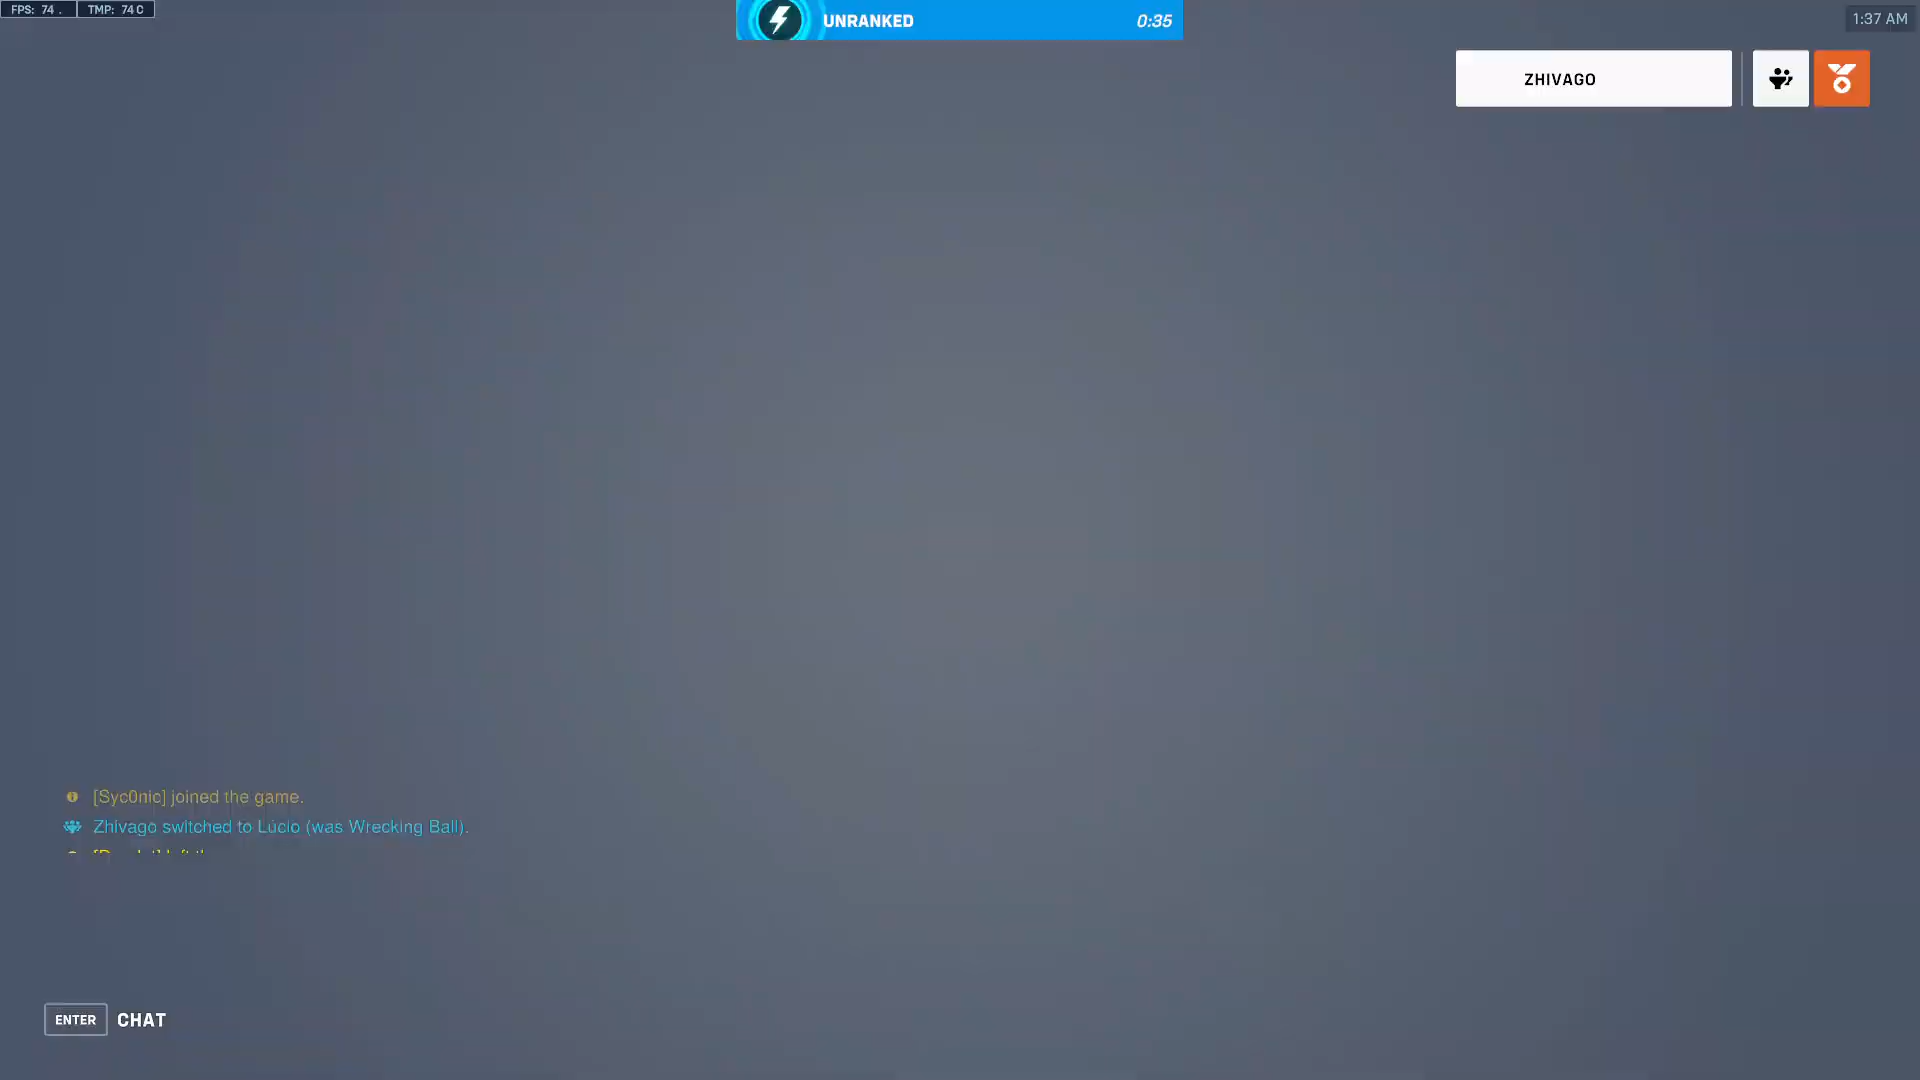 FPS: 74 . TMP: 74 C
UNRANKED 0:35
1:37 AM
ZHIVAGO
[Syc0nic] joined the game.
Zhivago switched to Lúcio (was Wrecking Ball).
ENTER CHAT